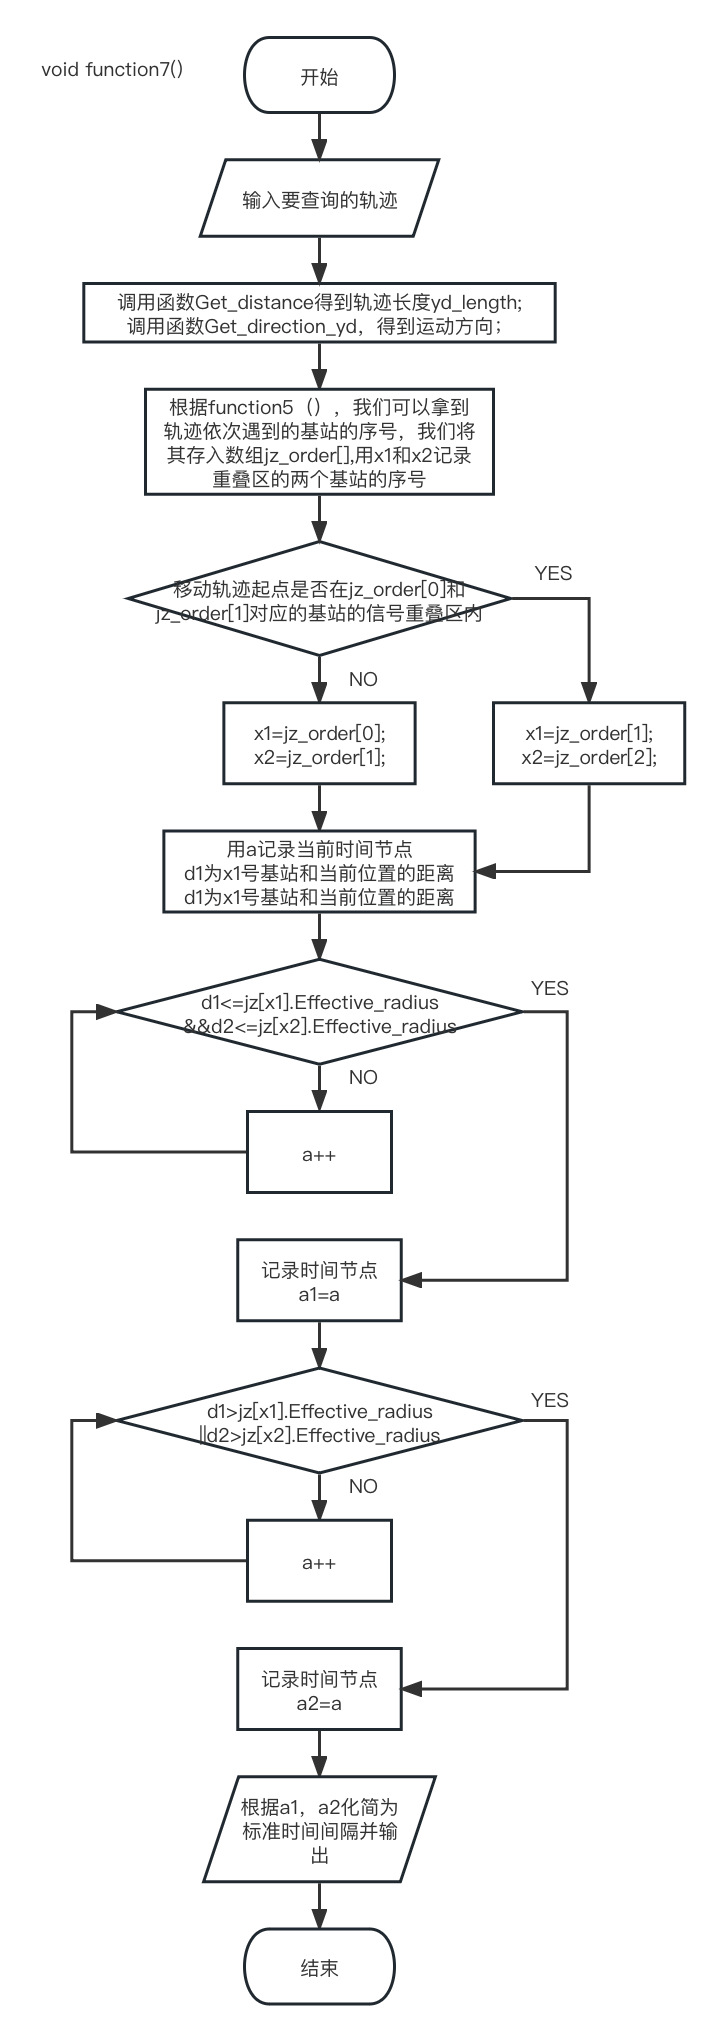 void function7()
开始
输入要查询的轨迹
调用函数Get_distance得到轨迹长度yd_length;
调用函数Get_direction_yd，得到运动方向；
根据function5（），我们可以拿到
轨迹依次遇到的基站的序号，我们将
其存入数组jz_order[],用x1和x2记录
重叠区的两个基站的序号
移动轨迹起点是否在jz_order[0]和
jz_order[1]对应的基站的信号重叠区内
YES
NO
x1=jz_order[0];
x2=jz_order[1];
x1=jz_order[1];
x2=jz_order[2];
用a记录当前时间节点
d1为x1号基站和当前位置的距离
d1为x1号基站和当前位置的距离
d1<=jz[x1].Effective_radius
&&d2<=jz[x2].Effective_radius
YES
NO
a++
记录时间节点
a1=a
d1>jz[x1].Effective_radius
||d2>jz[x2].Effective_radius
YES
NO
a++
记录时间节点
a2=a
根据a1，a2化简为
标准时间间隔并输
出
结束